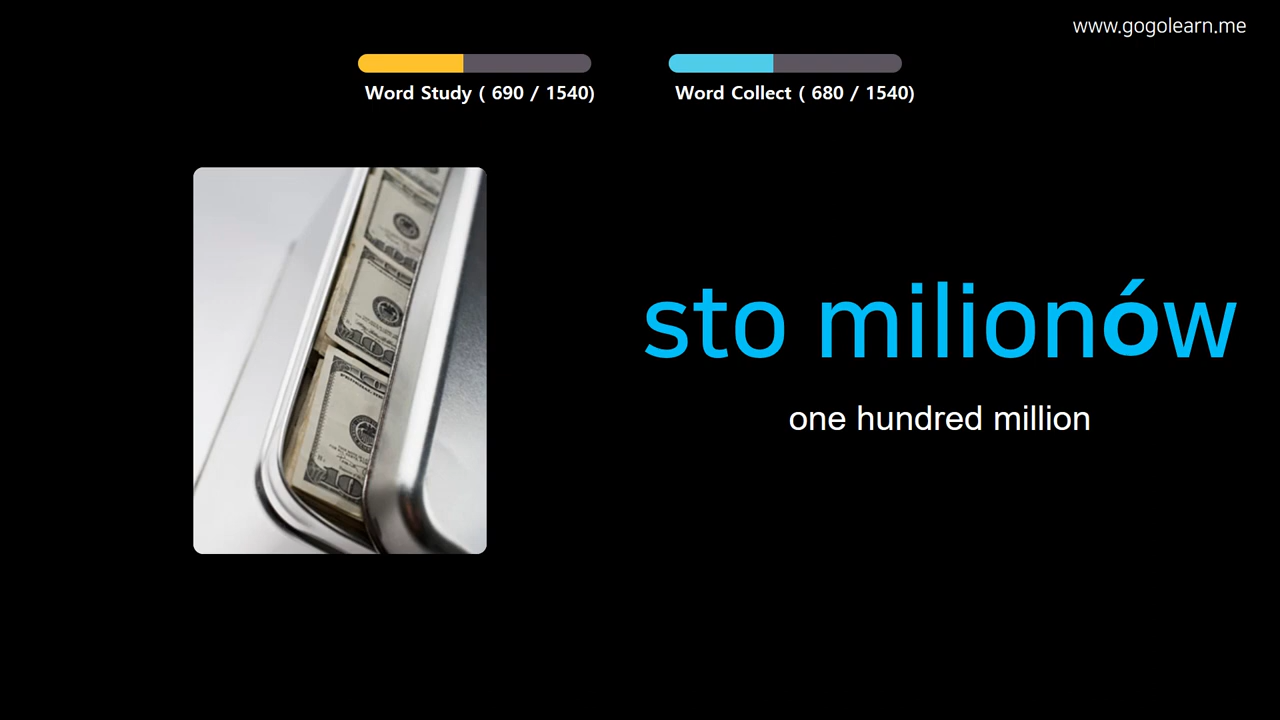 www.gogolearn.me
Word Study ( 690 / 1540)
Word Collect ( 680 / 1540)
sto milionów
one hundred million